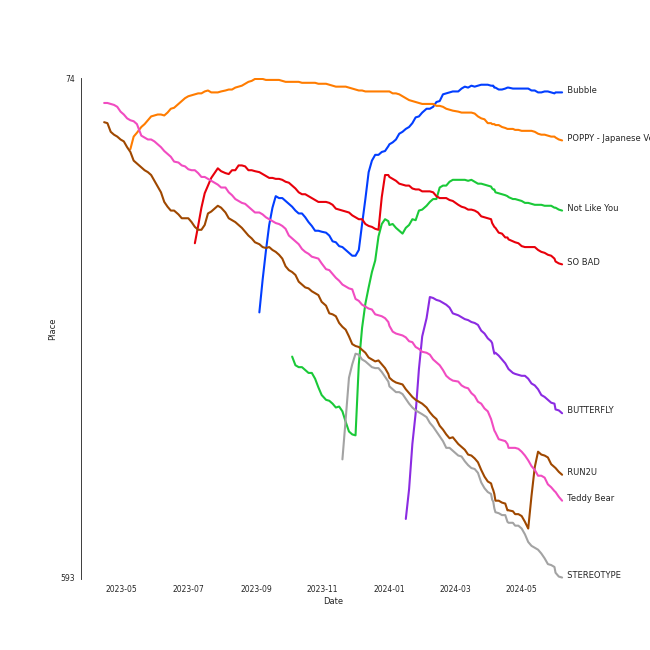 74
Bubble
POPPY - Japanese Ve
Not Like You
SO BAD
Place
BUTTERFLY
RUN2U
Teddy Bear
STEREOTYPE
593
2023-05 2023-07 2023-09 2023-11 2024-01 2024-03 2024-05
Date